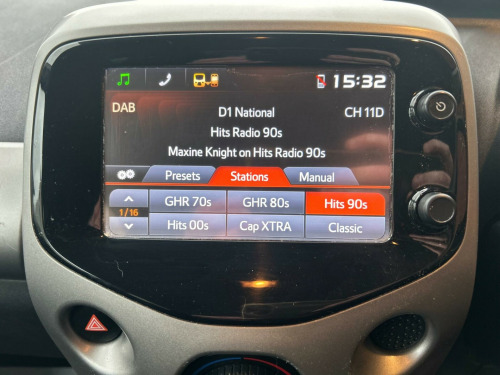 15:32
DAB
D1 National
CH 11D
Hits Radio 90s
Maxine Knight on Hits Radio 90s
Presets
Stations
Manual
GHR 70s
GHR 80s
Hits 90s
1/16
Hits 00s
Cap XTRA
Classic